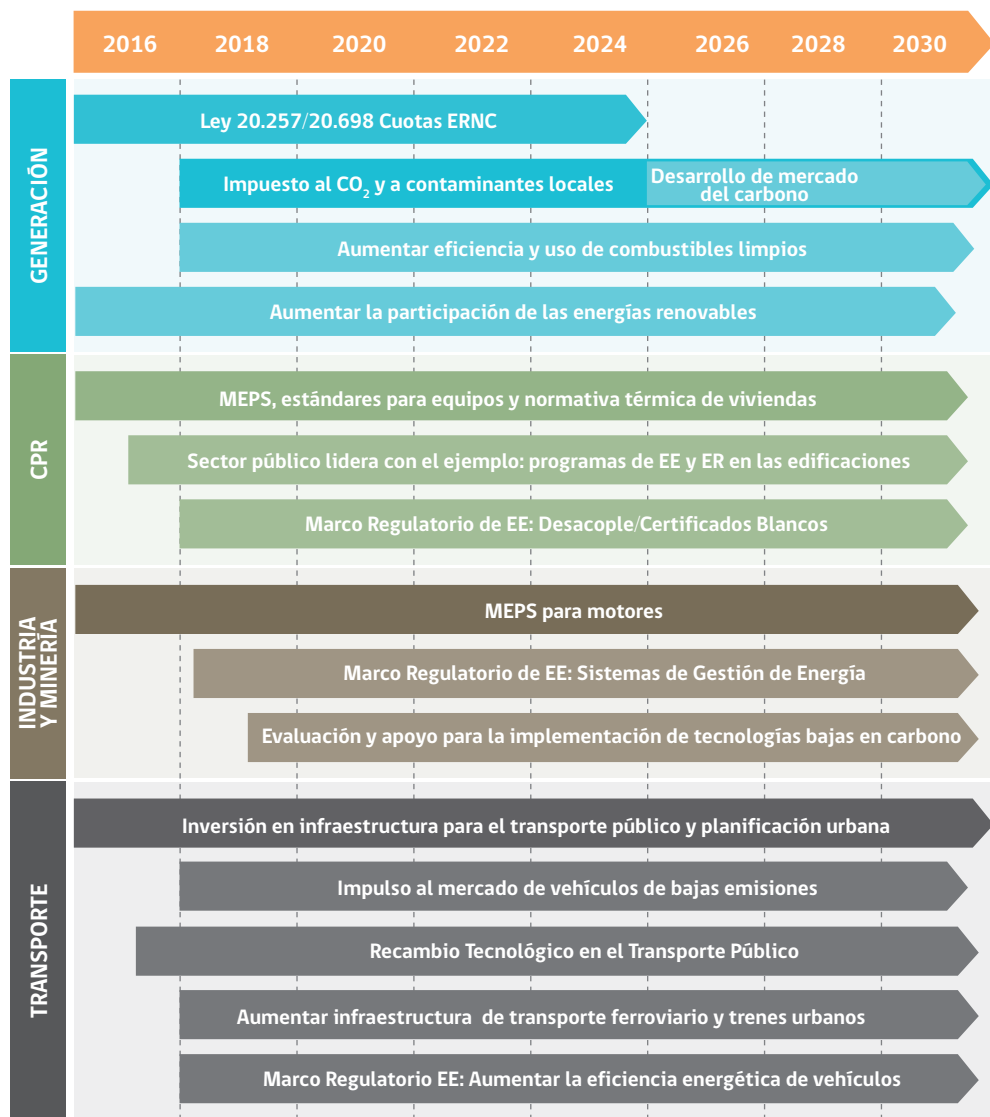 2016 2018 2020 2022 2024 2026 2028 2030
GENERACIÓN
Ley 20.257/20.698 Cuotas ERNC
Impuesto al CO₂ y a contaminantes locales
Desarrollo de mercado
del carbono
Aumentar eficiencia y uso de combustibles limpios
Aumentar la participación de las energías renovables
CPR
MEPS, estándares para equipos y normativa térmica de viviendas
Sector público lidera con el ejemplo: programas de EE y ER en las edificaciones
Marco Regulatorio de EE: Desacople/Certificados Blancos
INDUSTRIA
Y MINERÍA
MEPS para motores
Marco Regulatorio de EE: Sistemas de Gestión de Energía
Evaluación y apoyo para la implementación de tecnologías bajas en carbono
TRANSPORTE
Inversión en infraestructura para el transporte público y planificación urbana
Impulso al mercado de vehículos de bajas emisiones
Recambio Tecnológico en el Transporte Público
Aumentar infraestructura de transporte ferroviario y trenes urbanos
Marco Regulatorio EE: Aumentar la eficiencia energética de vehículos